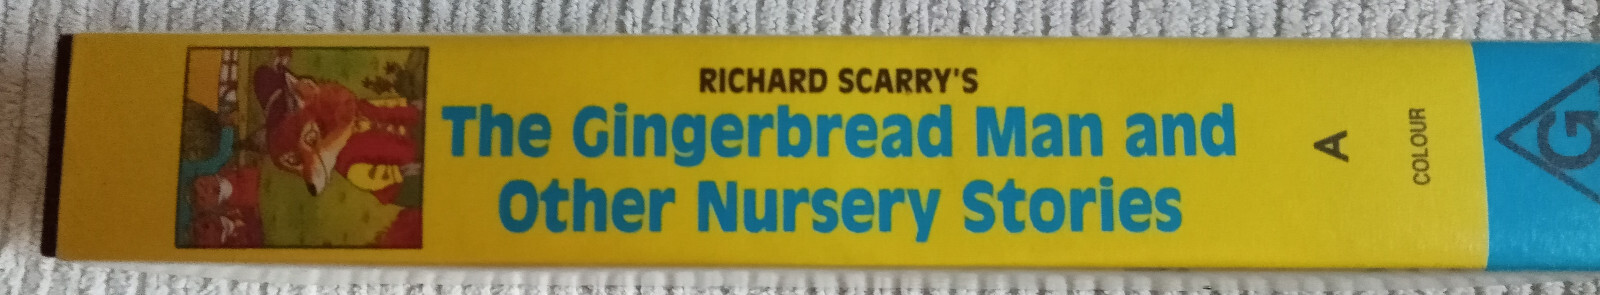 RICHARD SCARRY'S
The Gingerbread Man and
Other Nursery Stories
A
COLOUR
G